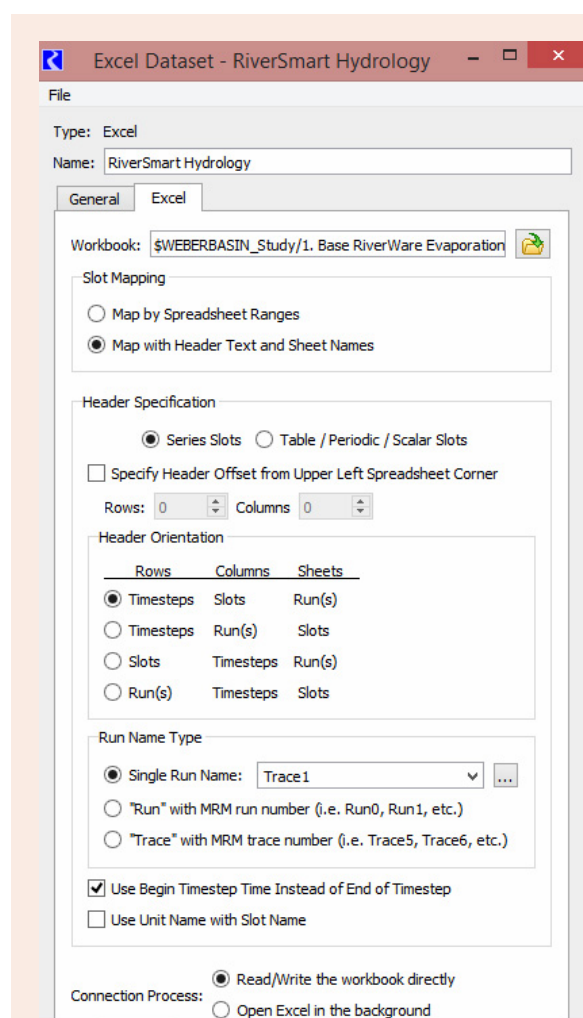 Excel Dataset - RiverSmart Hydrology
File
Type: Excel
Name: RiverSmart Hydrology
General Excel
Workbook: $WEBERBASIN_Study/1. Base RiverWare Evaporation
Slot Mapping
Map by Spreadsheet Ranges
Map with Header Text and Sheet Names
Header Specification
Series Slots Table / Periodic / Scalar Slots
Specify Header Offset from Upper Left Spreadsheet Corner
Rows: 0 Columns 0
Header Orientation
Rows Columns Sheets
Timesteps Slots Run(s)
Timesteps Run(s) Slots
Slots Timesteps Run(s)
Run(s) Timesteps Slots
Run Name Type
Single Run Name: Trace1 ...
"Run" with MRM run number (i.e. Run0, Run1, etc.)
"Trace" with MRM trace number (i.e. Trace5, Trace6, etc.)
Use Begin Timestep Time Instead of End of Timestep
Use Unit Name with Slot Name
Connection Process: Read/Write the workbook directly
Open Excel in the background